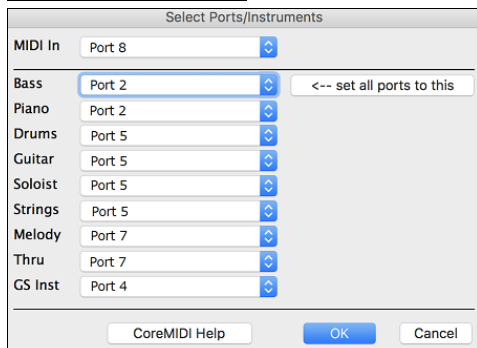 Select Ports/Instruments
MIDI In Port 8
Bass Port 2 <-- set all ports to this
Piano Port 2
Drums Port 5
Guitar Port 5
Soloist Port 5
Strings Port 5
Melody Port 7
Thru Port 7
GS Inst Port 4
CoreMIDI Help OK Cancel